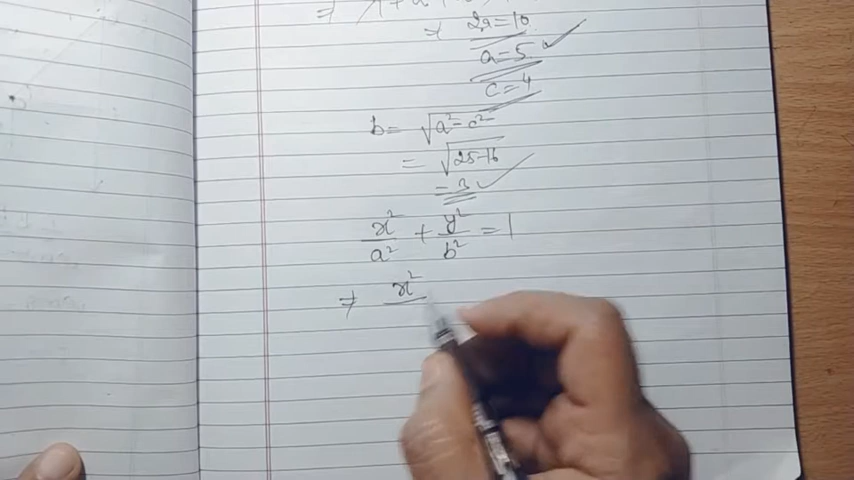 ⇒ 2a = 10
a = 5 ✓
c = 4
b = √a² - c²
= √25-16
= 3 ✓
x²/a² + y²/b² = 1
⇒ x²